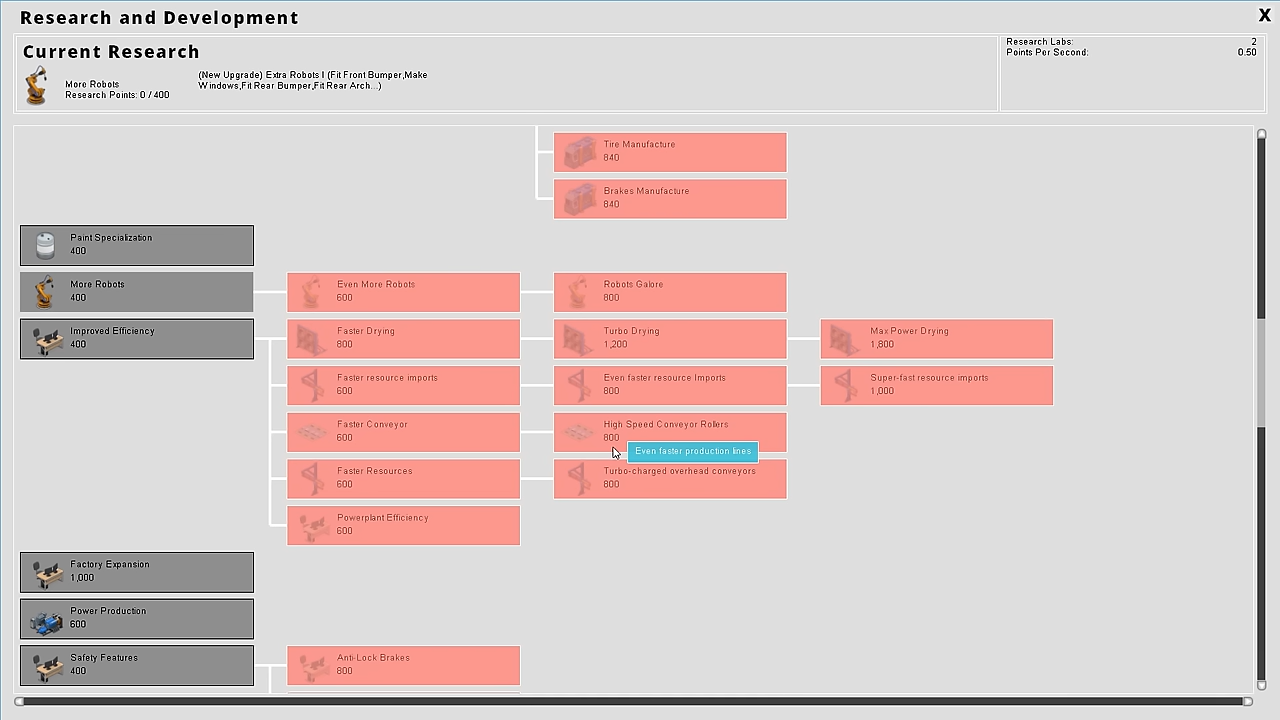 Research and Development
X
Current Research
More Robots
Research Points: 0 / 400
(New Upgrade) Extra Robots I (Fit Front Bumper,Make
Windows,Fit Rear Bumper,Fit Rear Arch...)
Research Labs:
2
Points Per Second:
0.50
Tire Manufacture
840
Brakes Manufacture
840
Paint Specialization
400
More Robots
400
Even More Robots
600
Robots Galore
800
Improved Efficiency
400
Faster Drying
800
Turbo Drying
1,200
Max Power Drying
1,800
Faster resource imports
600
Even faster resource Imports
800
Super-fast resource imports
1,000
Faster Conveyor
600
High Speed Conveyor Rollers
800
Even faster production lines
Faster Resources
600
Turbo-charged overhead conveyors
800
Powerplant Efficiency
600
Factory Expansion
1,000
Power Production
600
Safety Features
400
Anti-Lock Brakes
800